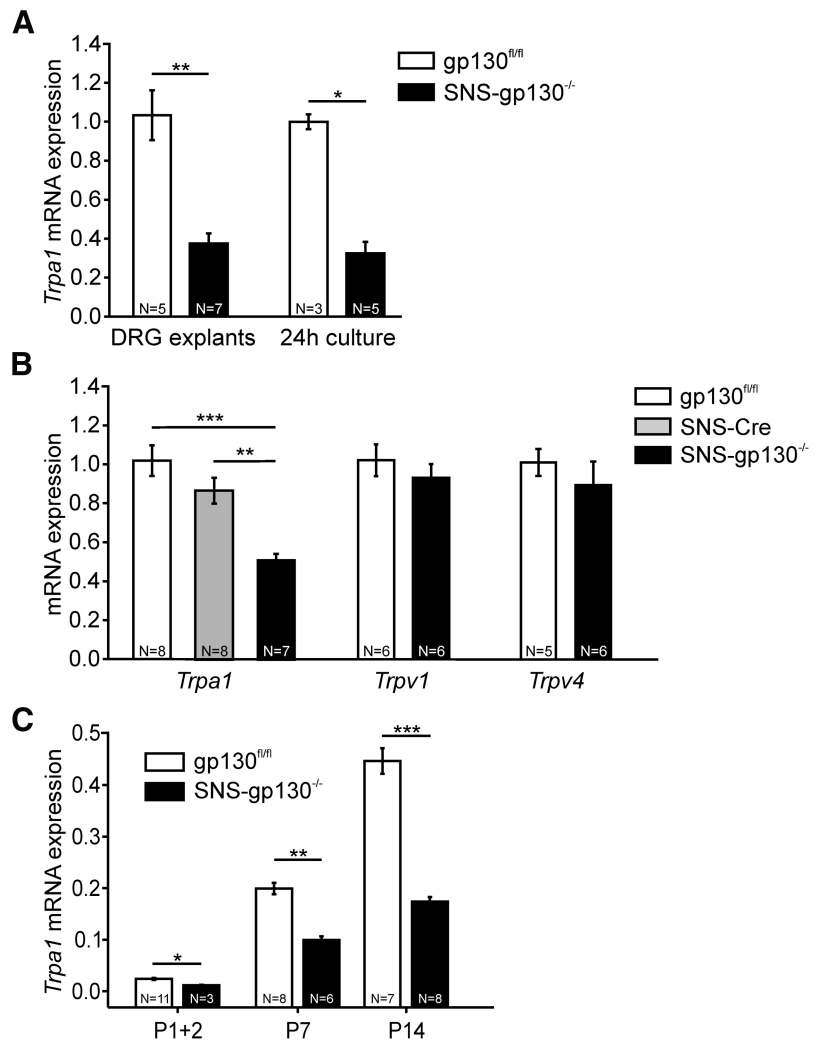 A
Trpa1 mRNA expression
1.4
1.2
1.0
0.8
0.6
0.4
0.2
0.0
**
*
gp130fl/fl
SNS-gp130-/-
N=5 N=7 N=3 N=5
DRG explants 24h culture
B
mRNA expression
1.4
1.2
1.0
0.8
0.6
0.4
0.2
0.0
***
**
gp130fl/fl
SNS-Cre
SNS-gp130-/-
N=8 N=8 N=7 N=6 N=6 N=5 N=6
Trpa1 Trpv1 Trpv4
C
Trpa1 mRNA expression
0.5
0.4
0.3
0.2
0.1
0.0
gp130fl/fl
SNS-gp130-/-
*
**
***
N=11 N=3 N=8 N=6 N=7 N=8
P1+2 P7 P14